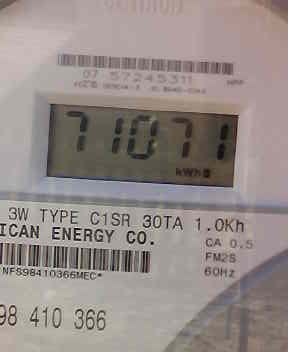 07 57245311
71071
kWh
3W TYPE C1SR 30TA 1.0Kh
ICAN ENERGY CO.
CA 0.5
FM2S
NFS98410366MEC*
60Hz
98 410 366